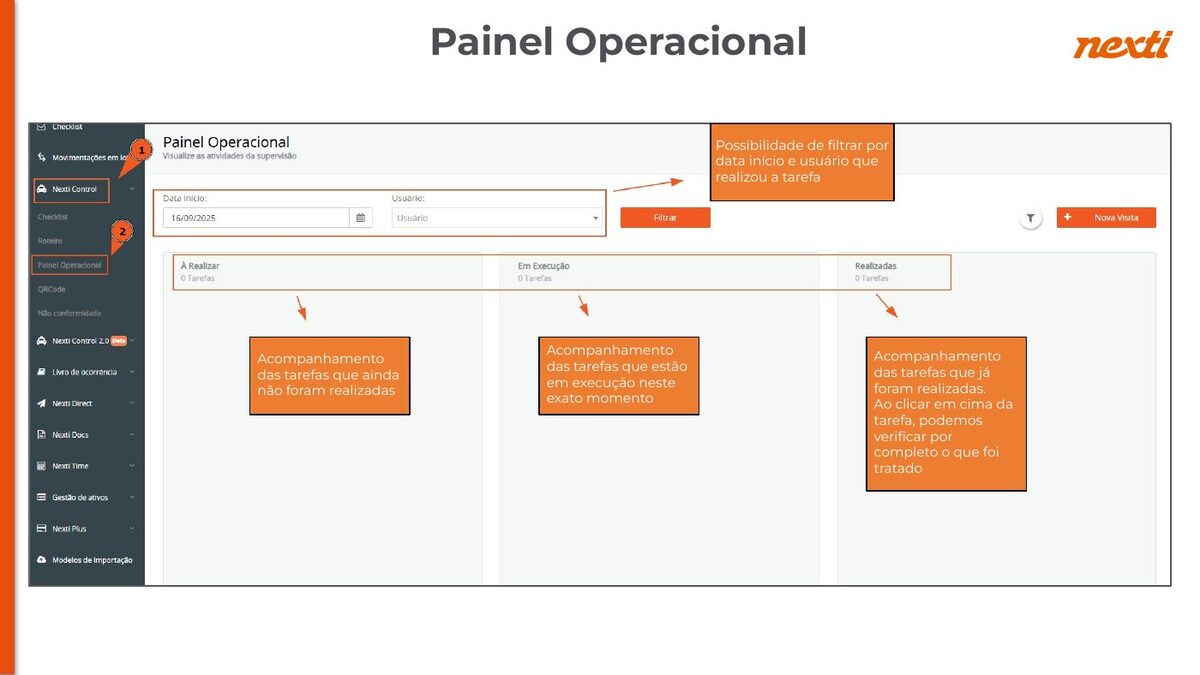 Painel Operacional
nexti
Checklist
Movimentações em lo
1
Nexti Control
Checklist
2
Roteiro
Painel Operacional
QRCode
Não conformidade
Nexti Control 2.0 Beta
Livro de ocorrencia
Nexti Direct
Nexti Docs
Nexti Time
Gestão de ativos
Nexti Plus
Modelos de Importação
Painel Operacional
Visualize as atividades da supervisão
Possibilidade de filtrar por
data início e usuário que
realizou a tarefa
Data início:
Usuário:
16/09/2025
Usuário
Filtrar
+ Nova Visita
À Realizar
0 Tarefas
Em Execução
0 Tarefas
Realizadas
0 Tarefas
Acompanhamento
das tarefas que ainda
não foram realizadas
Acompanhamento
das tarefas que estão
em execução neste
exato momento
Acompanhamento
das tarefas que já
foram realizadas.
Ao clicar em cima da
tarefa, podemos
verificar por
completo o que foi
tratado